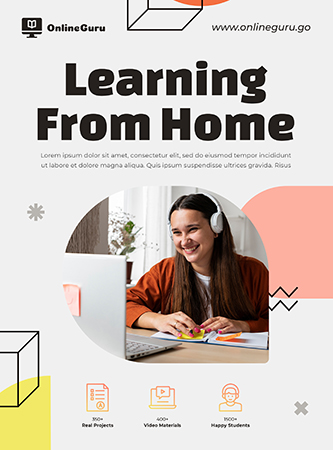 OnlineGuru
www.onlineguru.go
Learning
From Home
Lorem ipsum dolor sit amet, consectetur elit, sed eiusmod tempor incididunt
ut labore et dolore magna aliqua. Quis ipsum suspendisse ultrices gravida. Risus
350+
Real Projects
400+
Video Materials
1500+
Happy Students